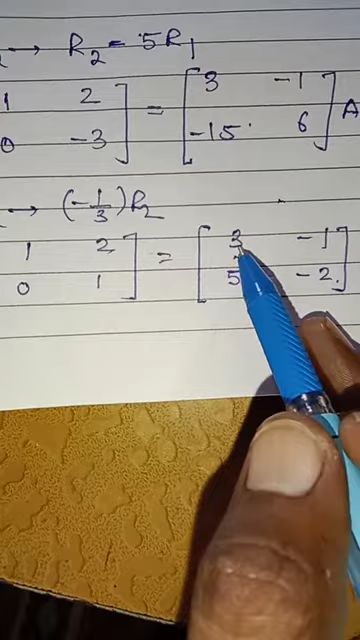 → R₂ - 5R₁
1 2 = 3 -1 A
0 -3 -15 6
→ (-1/3)R₂
1 2 = 3 -1
0 1 5 -2